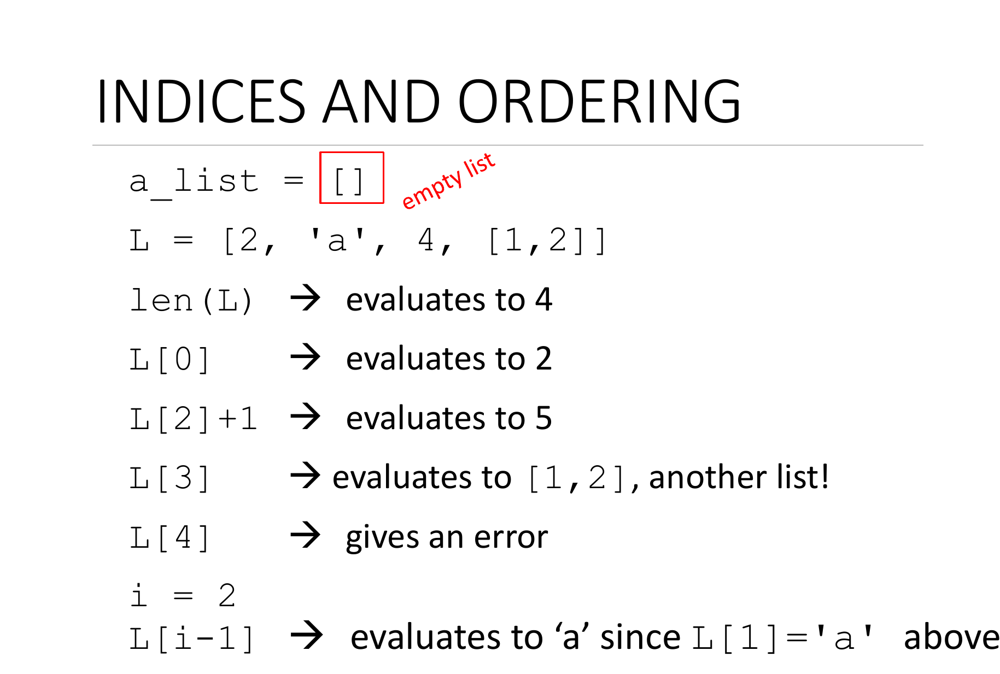 INDICES AND ORDERING
a_list = []
empty list
L = [2, 'a', 4, [1,2]]
len(L) → evaluates to 4
L[0] → evaluates to 2
L[2]+1 → evaluates to 5
L[3] → evaluates to [1,2], another list!
L[4] → gives an error
i = 2
L[i-1] → evaluates to ‘a’ since L[1]='a' above